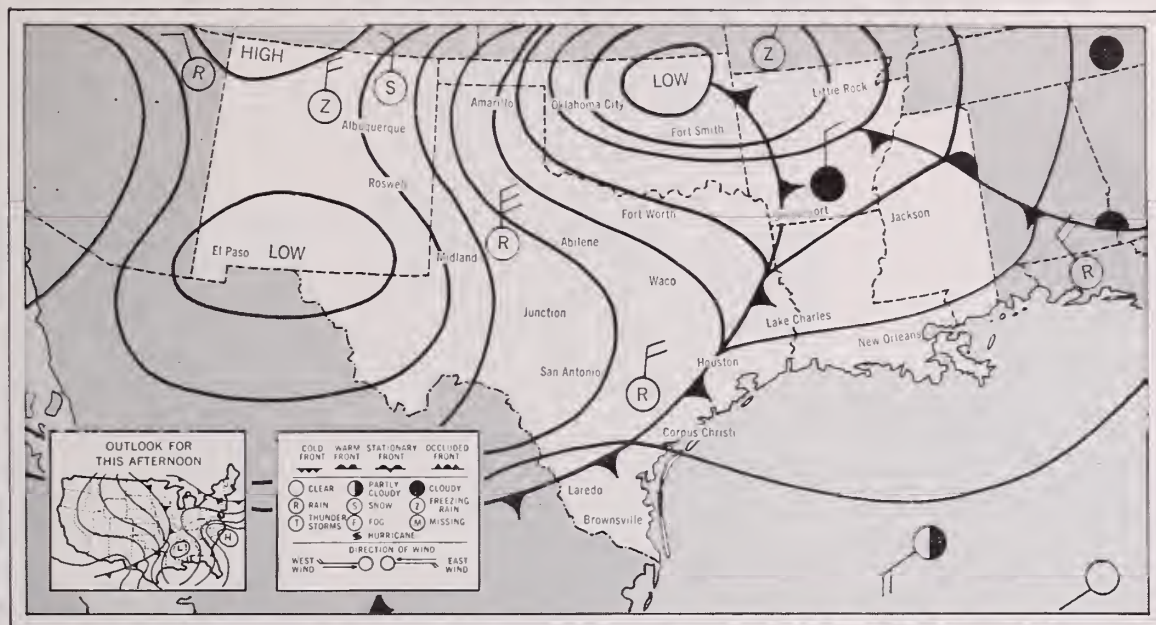 R
HIGH
Z
S
Z
LOW
Amarillo
Oklahoma City
Little Rock
Albuquerque
Fort Smith
Roswell
Fort Worth
Jackson
R
Abilene
El Paso
LOW
Midland
Waco
R
Junction
Lake Charles
New Orleans
San Antonio
Houston
R
Corpus Christi
Laredo
Brownsville
OUTLOOK FOR
THIS AFTERNOON
L
H
COLD FRONT
WARM FRONT
STATIONARY FRONT
OCCLUDED FRONT
CLEAR
PARTLY CLOUDY
CLOUDY
R RAIN
S SNOW
Z FREEZING RAIN
T THUNDER STORMS
F FOG
M MISSING
HURRICANE
DIRECTION OF WIND
WEST WIND
EAST WIND